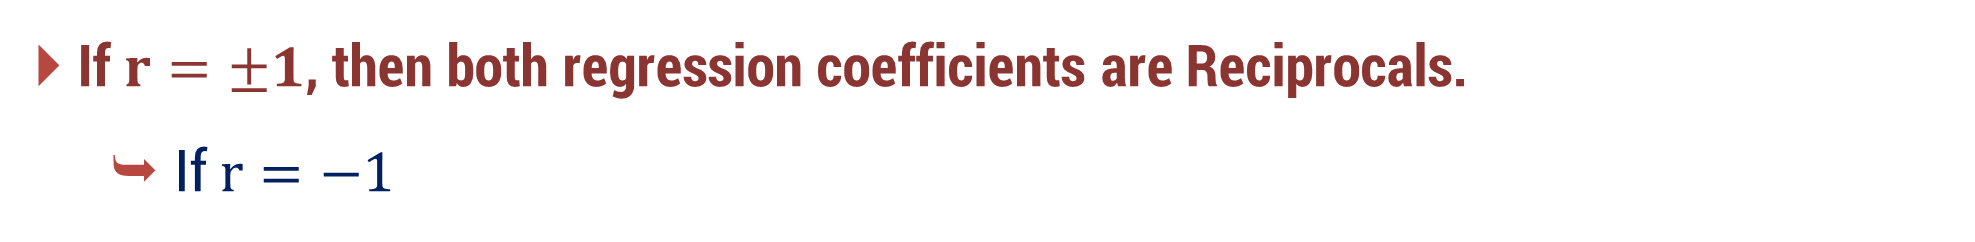 If r = ±1, then both regression coefficients are Reciprocals.
If r = −1